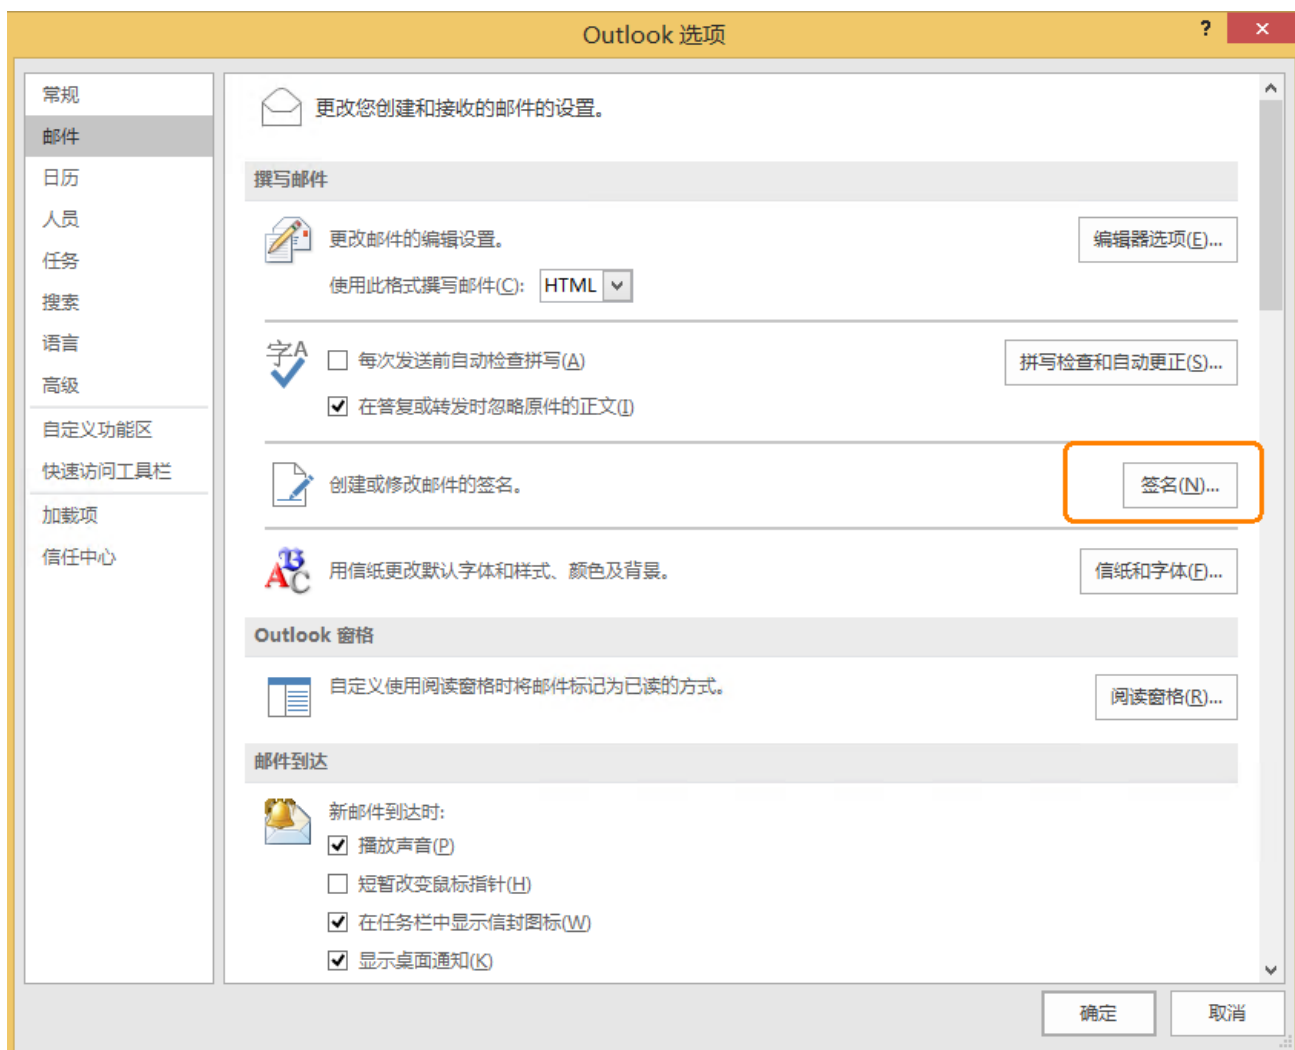 Outlook 选项
?
常规
邮件
日历
人员
任务
搜索
语言
高级
自定义功能区
快速访问工具栏
加载项
信任中心
更改您创建和接收的邮件的设置。
撰写邮件
更改邮件的编辑设置。
编辑器选项(E)...
使用此格式撰写邮件(C): HTML
字A
每次发送前自动检查拼写(A)
拼写检查和自动更正(S)...
在答复或转发时忽略原件的正文(I)
创建或修改邮件的签名。
签名(N)...
ABC
用信纸更改默认字体和样式、颜色及背景。
信纸和字体(F)...
Outlook 窗格
自定义使用阅读窗格时将邮件标记为已读的方式。
阅读窗格(R)...
邮件到达
新邮件到达时:
播放声音(P)
短暂改变鼠标指针(H)
在任务栏中显示信封图标(W)
显示桌面通知(K)
确定
取消